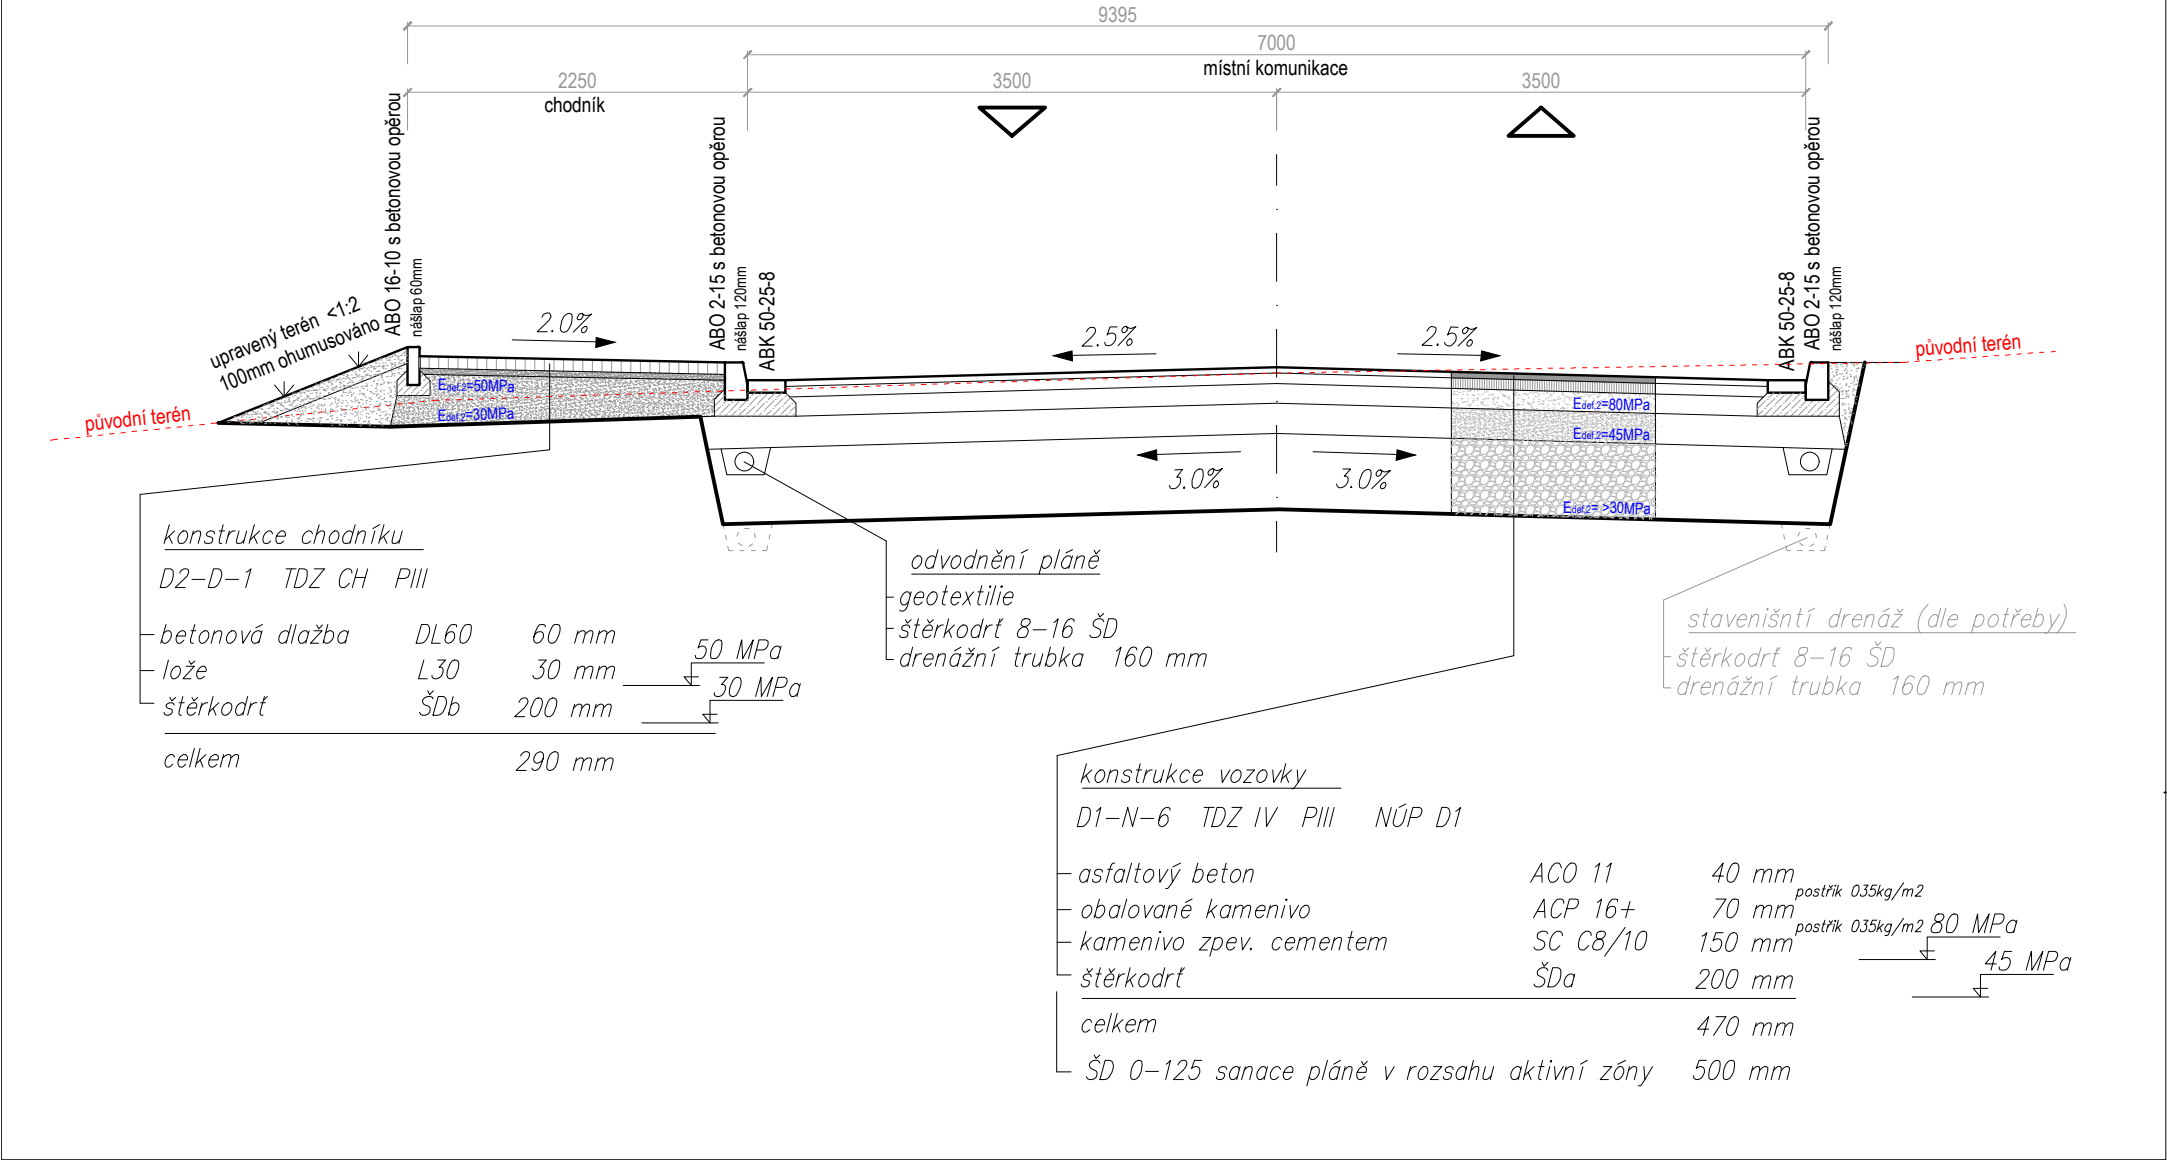 9395
7000
místní komunikace
2250
3500
3500
chodník
ABO 16-10 s betonovou opěrou
nášlap 60mm
ABO 2-15 s betonovou opěrou
nášlap 120mm
ABK 50-25-8
ABK 50-25-8
ABO 2-15 s betonovou opěrou
nášlap 120mm
upravený terén <1:2
100mm ohumusováno
2.0%
2.5%
2.5%
původní terén
původní terén
Edef,2=50MPa
Edef,2=30MPa
Edef,2=80MPa
Edef,2=45MPa
Edef,2= >30MPa
3.0%
3.0%
konstrukce chodníku
D2-D-1 TDZ CH PIII
betonová dlažba DL60 60 mm
lože L30 30 mm
50 MPa
štěrkodrť ŠDb 200 mm
30 MPa
celkem 290 mm
odvodnění pláně
geotextilie
štěrkodrť 8-16 ŠD
drenážní trubka 160 mm
stavenišntí drenáž (dle potřeby)
štěrkodrť 8-16 ŠD
drenážní trubka 160 mm
konstrukce vozovky
D1-N-6 TDZ IV PIII NÚP D1
asfaltový beton ACO 11 40 mm
postřik 035kg/m2
obalované kamenivo ACP 16+ 70 mm
postřik 035kg/m2 80 MPa
kamenivo zpev. cementem SC C8/10 150 mm
45 MPa
štěrkodrť ŠDa 200 mm
celkem 470 mm
ŠD 0-125 sanace pláně v rozsahu aktivní zóny 500 mm